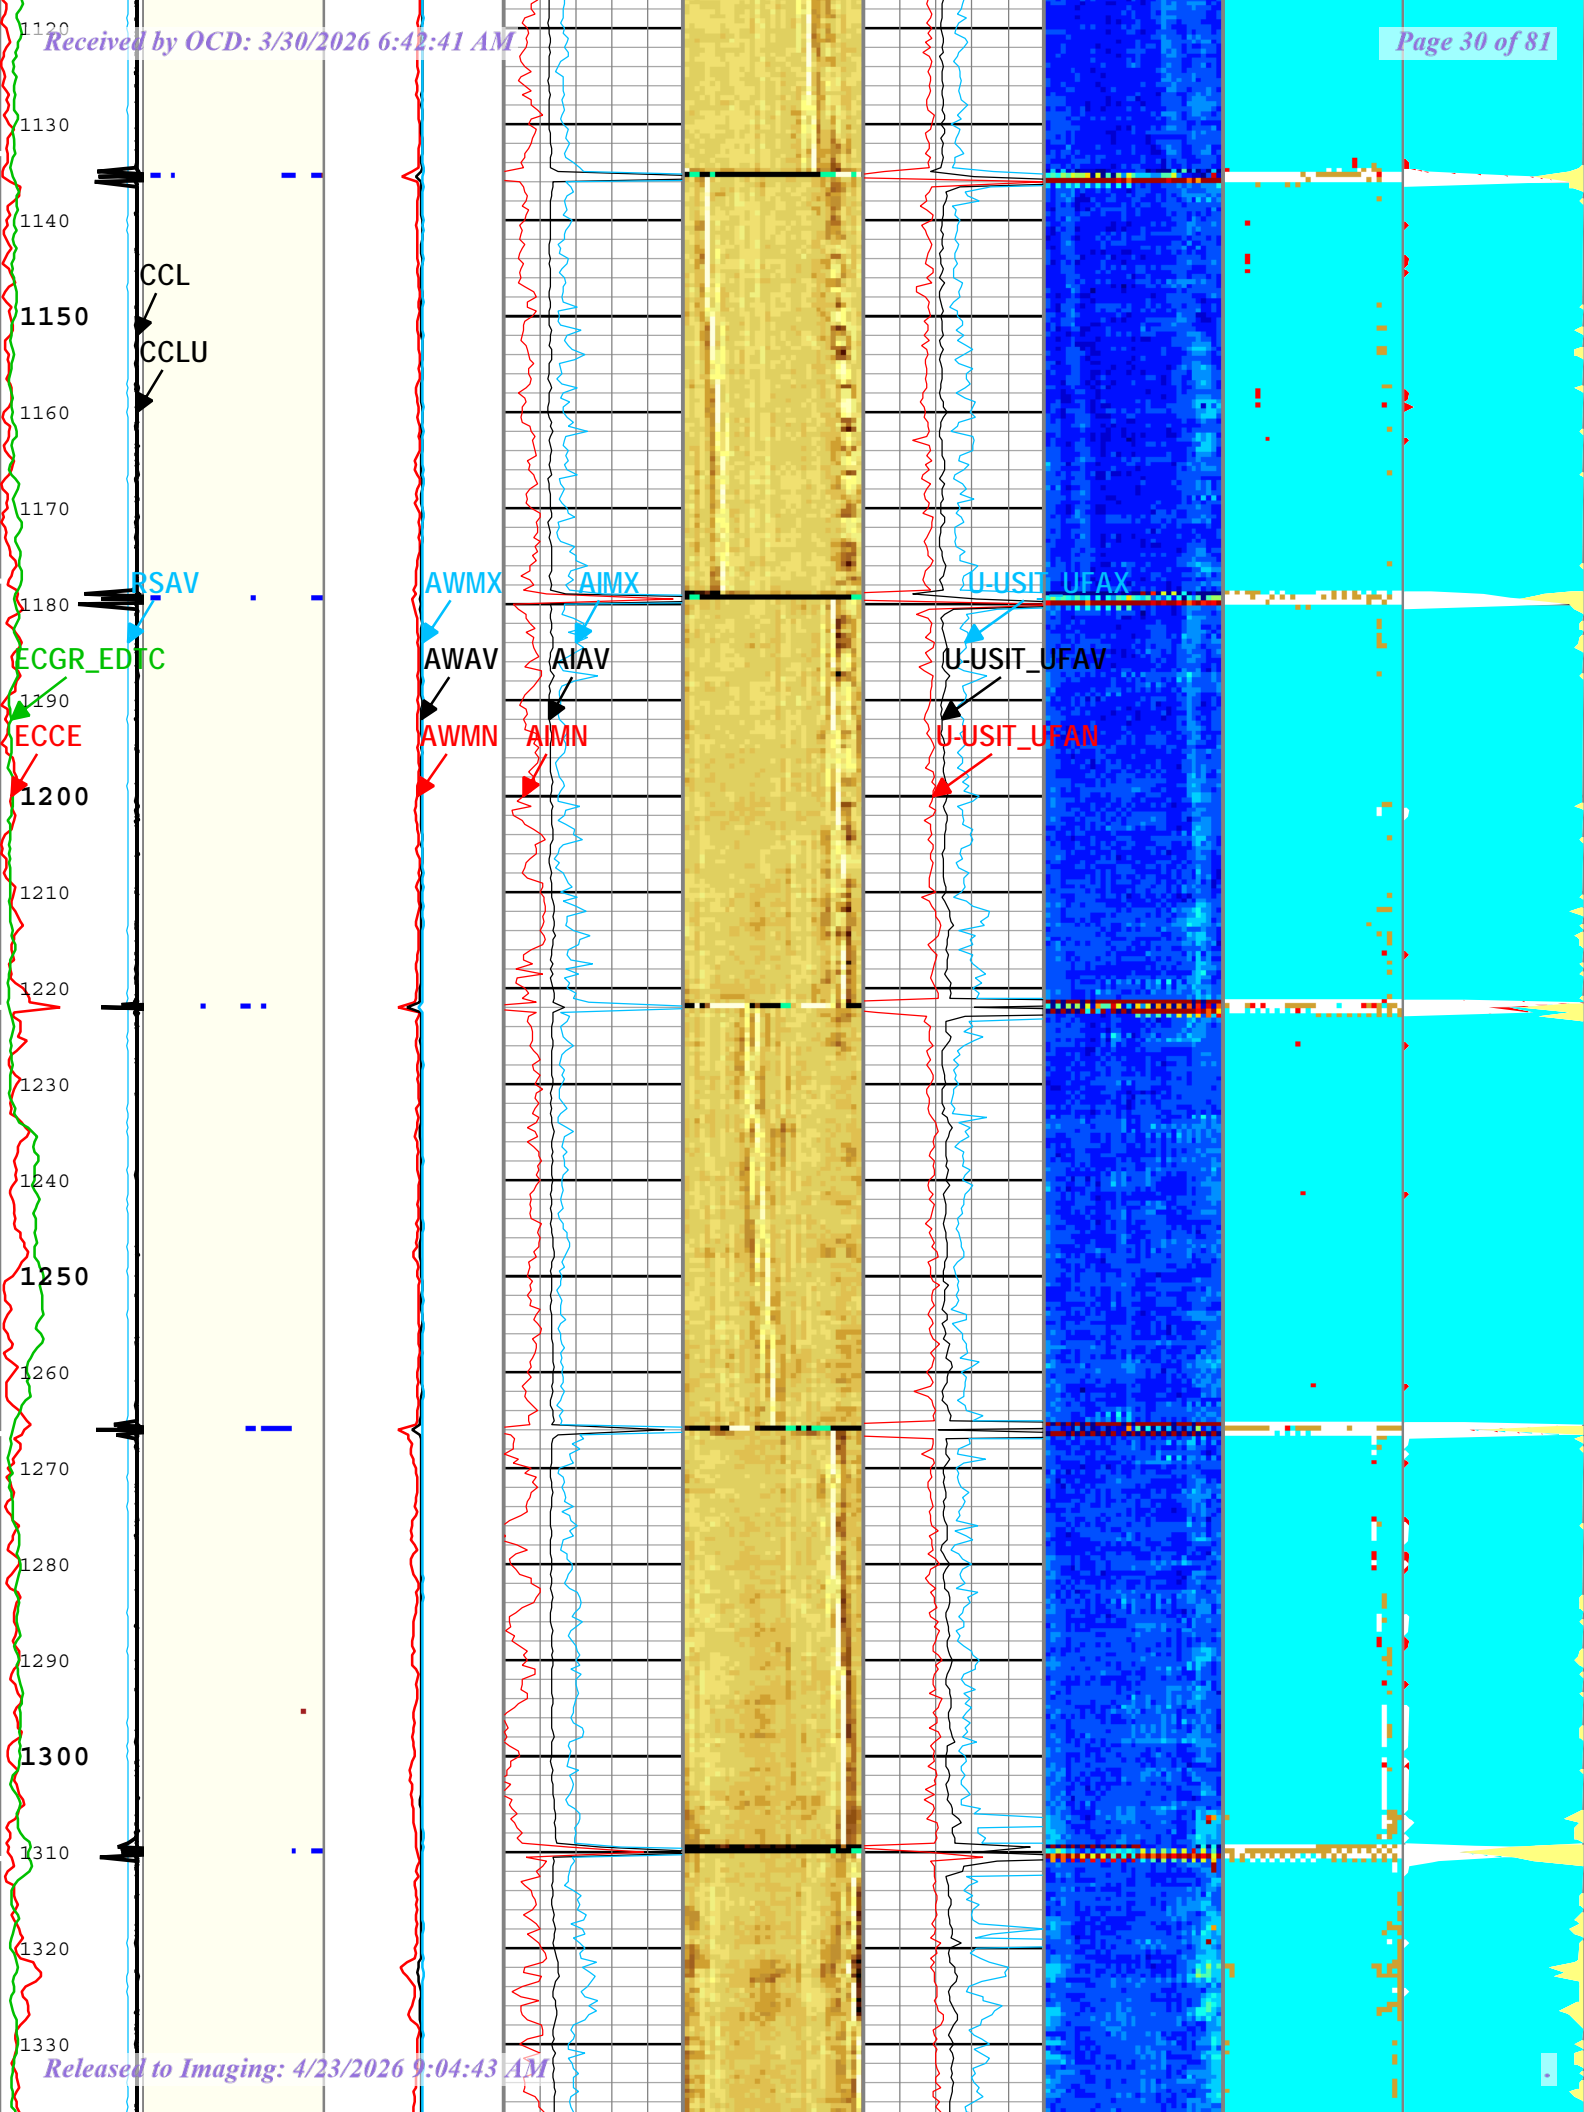 1120
Received by OCD: 3/30/2026 6:42:41 AM
Page 30 of 81
1130
1140
CCL
1150
CCLU
1160
1170
RSAV
AWMX
AIMX
U-USIT_UFAX
1180
ECGR_EDTC
AWAV
AIAV
U-USIT_UFAV
1190
ECCE
AWMN
AIMN
U-USIT_UFAN
1200
1210
1220
1230
1240
1250
1260
1270
1280
1290
1300
1310
1320
1330
Released to Imaging: 4/23/2026 9:04:43 AM